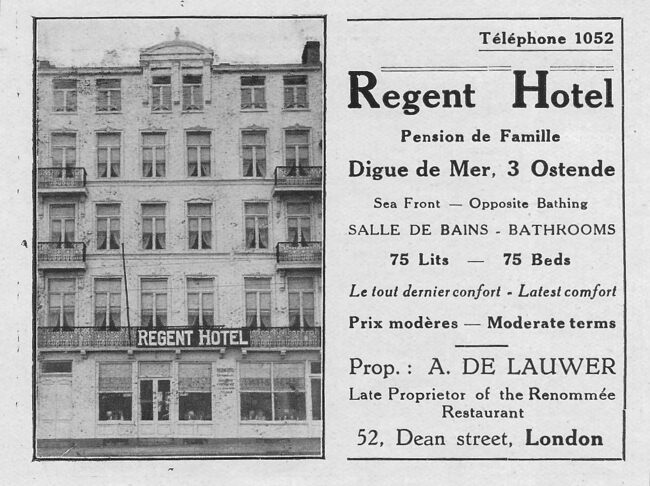 REGENT HOTEL
Téléphone 1052
Regent Hotel
Pension de Famille
Digue de Mer, 3 Ostende
Sea Front — Opposite Bathing
SALLE DE BAINS - BATHROOMS
75 Lits — 75 Beds
Le tout dernier confort - Latest comfort
Prix modères — Moderate terms
Prop. : A. DE LAUWER
Late Proprietor of the Renommée
Restaurant
52, Dean street, London